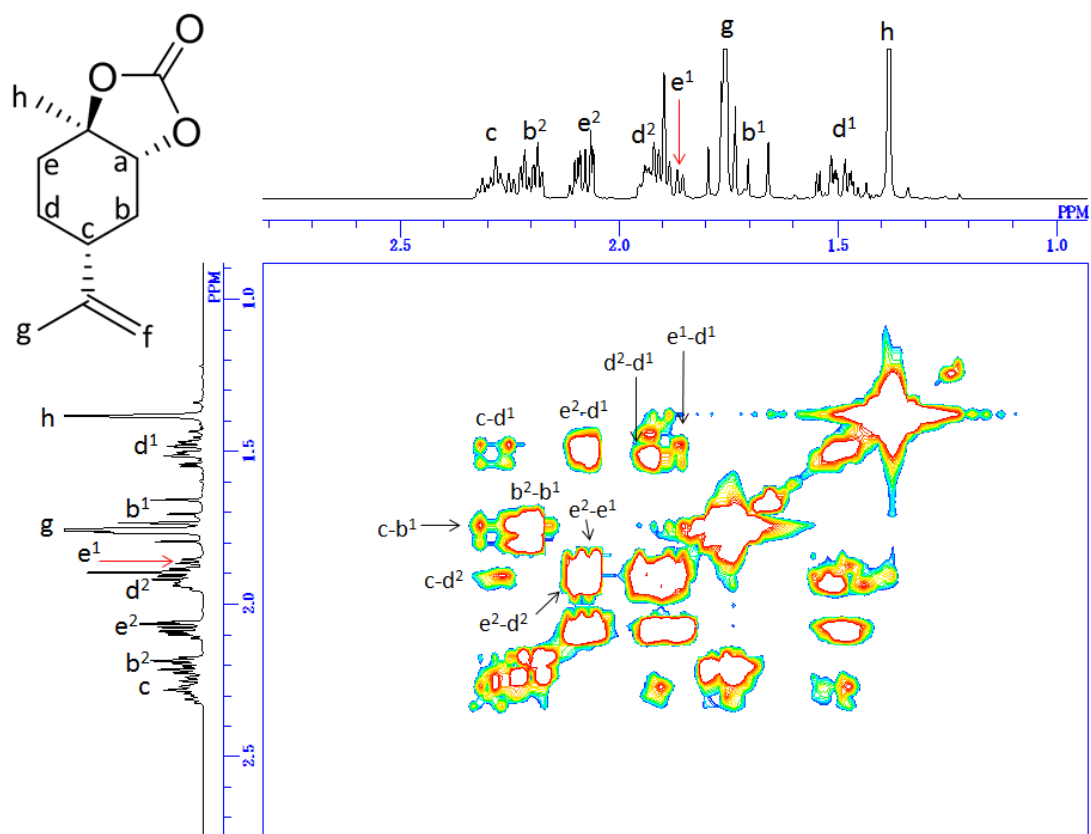 O
O
O
h
e
a
d
b
c
g
f
c
b²
e²
d²
e¹
g
b¹
h
d¹
PPM
2.5
2.0
1.5
1.0
PPM
1.0
1.5
2.0
2.5
h
d¹
b¹
g
e¹
d²
e²
b²
c
e¹-d¹
d²-d¹
c-d¹
e²-d¹
b²-b¹
e²-e¹
c-b¹
c-d²
e²-d²